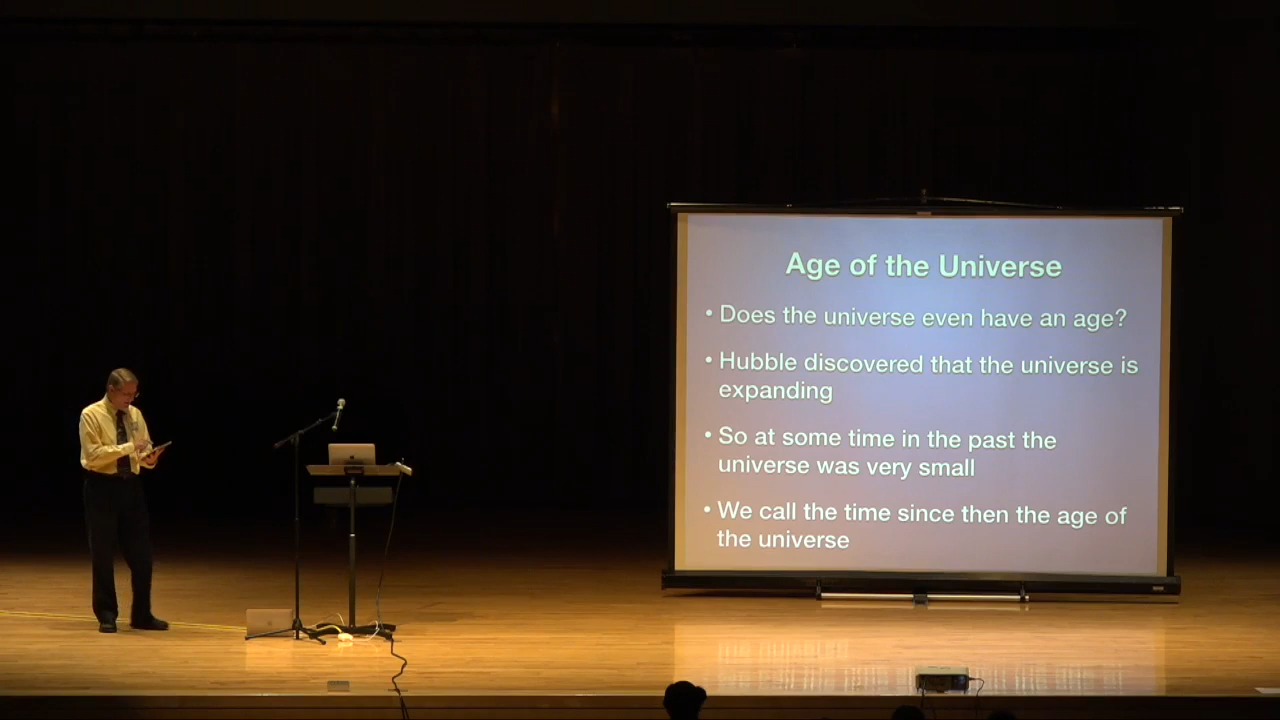 Age of the Universe
• Does the universe even have an age?
• Hubble discovered that the universe is
expanding
• So at some time in the past the
universe was very small
• We call the time since then the age of
the universe